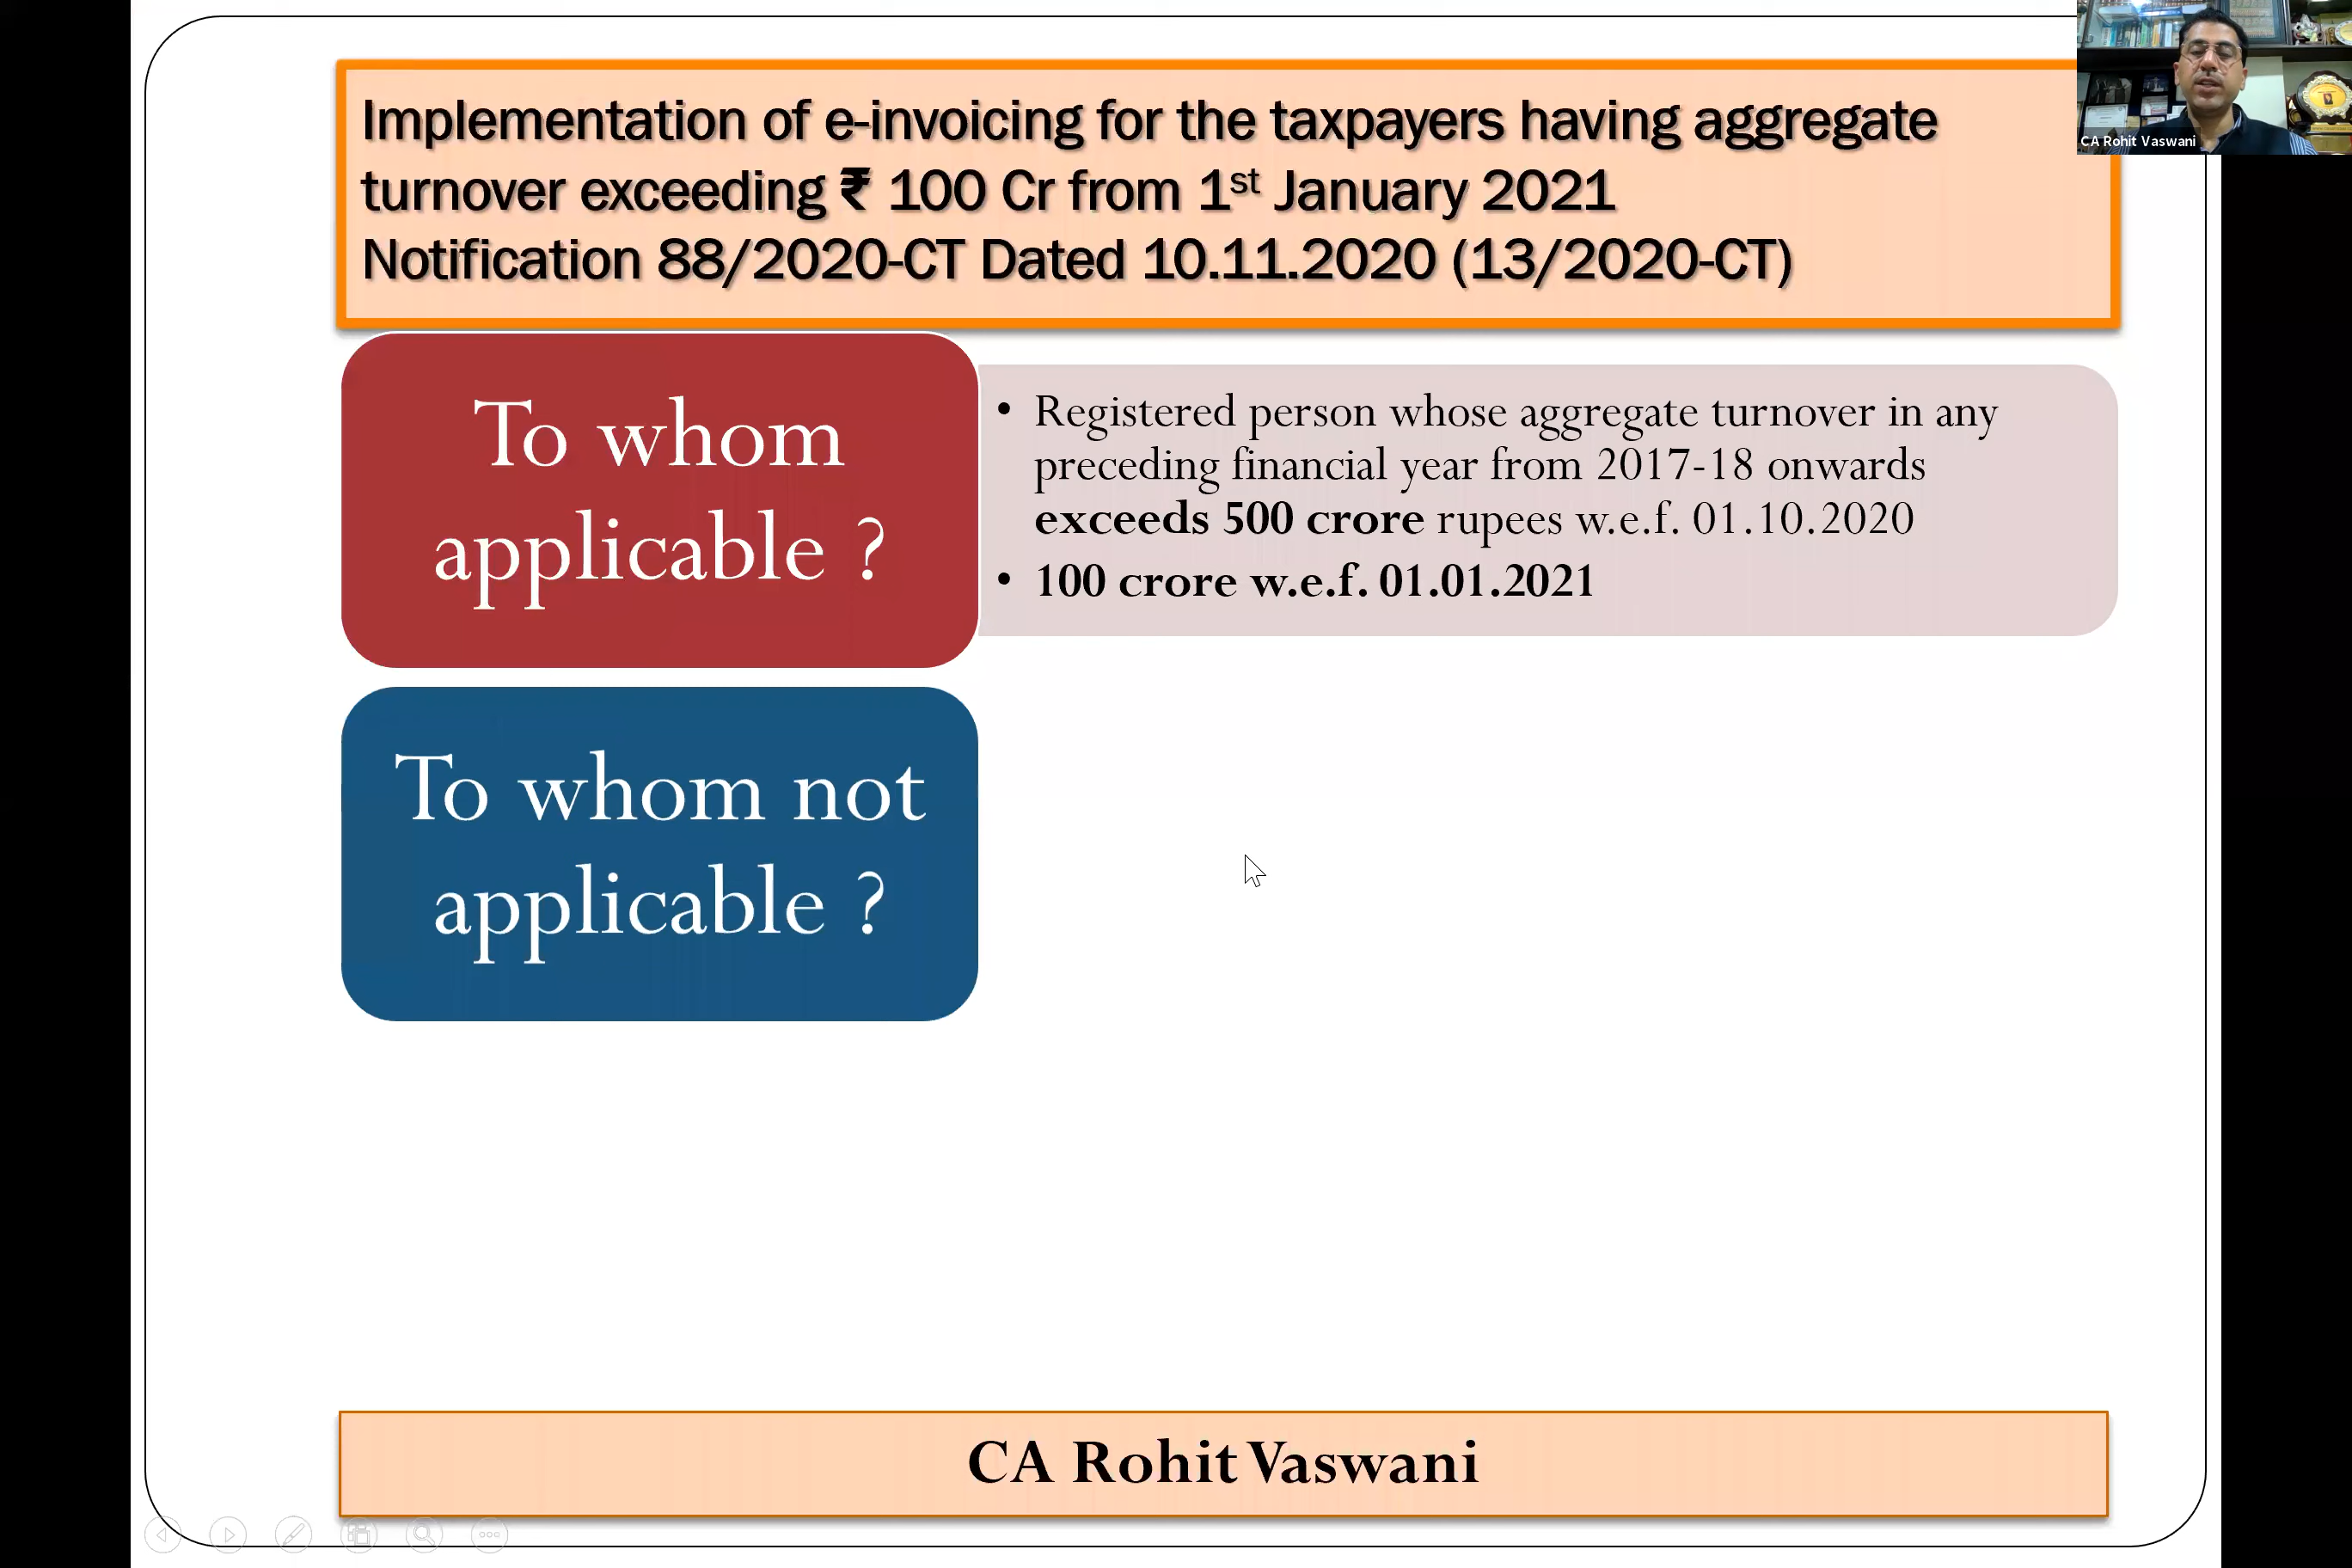 Implementation of e-invoicing for the taxpayers having aggregate
turnover exceeding ₹ 100 Cr from 1st January 2021
Notification 88/2020-CT Dated 10.11.2020 (13/2020-CT)
CA Rohit Vaswani
To whom
applicable ?
• Registered person whose aggregate turnover in any
preceding financial year from 2017-18 onwards
exceeds 500 crore rupees w.e.f. 01.10.2020
• 100 crore w.e.f. 01.01.2021
To whom not
applicable ?
CA Rohit Vaswani